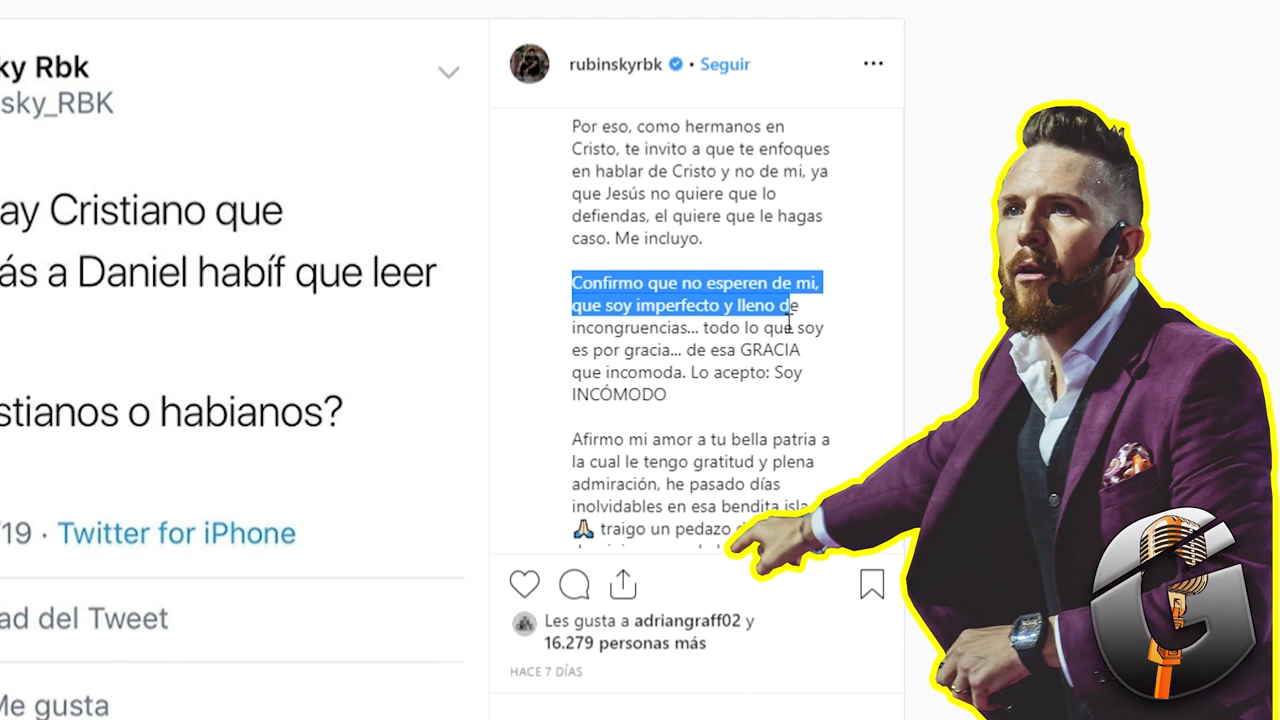 ky Rbk
sky_RBK
ay Cristiano que
ás a Daniel habíf que leer
stianos o habianos?
/19 · Twitter for iPhone
ad del Tweet
Me gusta
rubinskyrbk • Seguir
Por eso, como hermanos en
Cristo, te invito a que te enfoques
en hablar de Cristo y no de mi, ya
que Jesús no quiere que lo
defiendas, el quiere que le hagas
caso. Me incluyo.
Confirmo que no esperen de mi,
que soy imperfecto y lleno de
incongruencias... todo lo que soy
es por gracia... de esa GRACIA
que incomoda. Lo acepto: Soy
INCÓMODO
Afirmo mi amor a tu bella patria a
la cual le tengo gratitud y plena
admiración, he pasado días
inolvidables en esa bendita isla
🙏 traigo un pedazo
Les gusta a adriangraff02 y
16.279 personas más
HACE 7 DÍAS
G